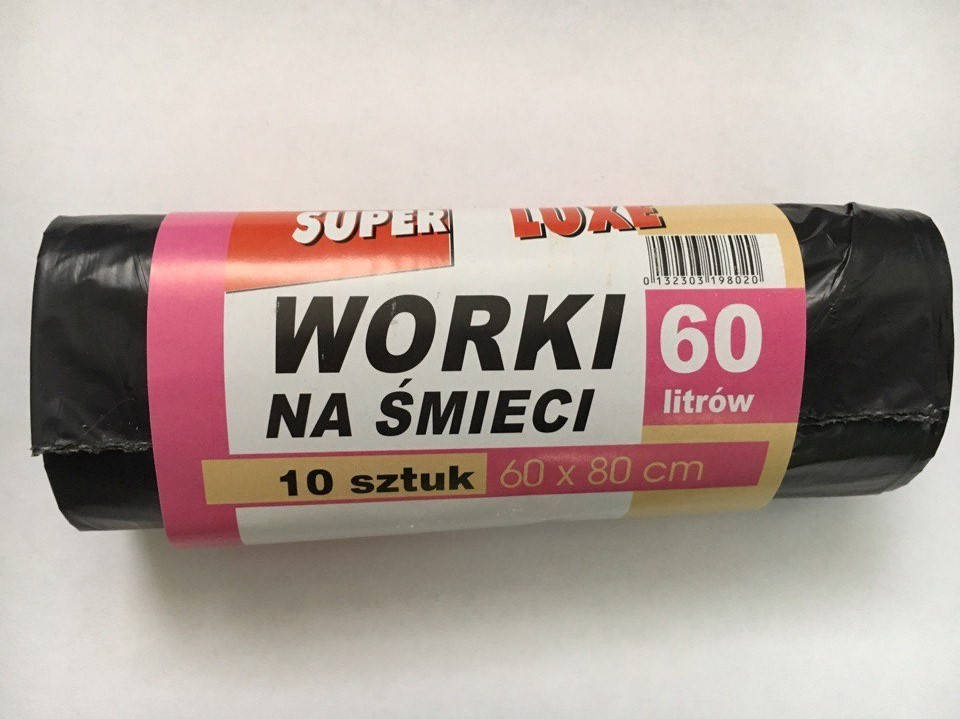 SUPER LUXE
0 132303 198020
WORKI
NA ŚMIECI
60
litrów
10 sztuk 60 x 80 cm